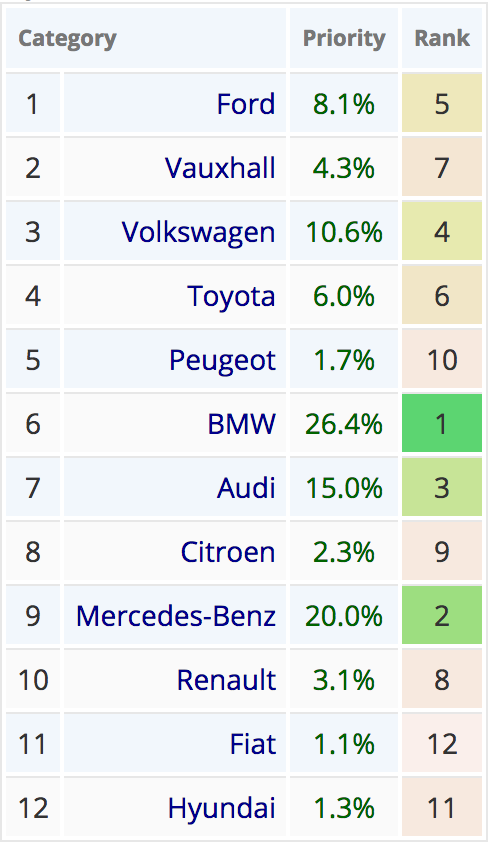 Category Priority Rank
1 Ford 8.1% 5
2 Vauxhall 4.3% 7
3 Volkswagen 10.6% 4
4 Toyota 6.0% 6
5 Peugeot 1.7% 10
6 BMW 26.4% 1
7 Audi 15.0% 3
8 Citroen 2.3% 9
9 Mercedes-Benz 20.0% 2
10 Renault 3.1% 8
11 Fiat 1.1% 12
12 Hyundai 1.3% 11